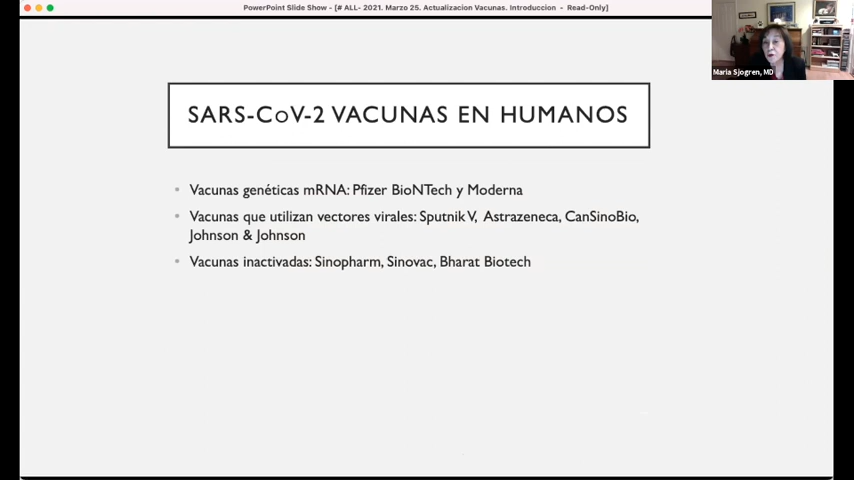 PowerPoint Slide Show - [# ALL- 2021. Marzo 25. Actualizacion Vacunas. Introduccion - Read-Only]
Maria Sjogren, MD
SARS-CoV-2 VACUNAS EN HUMANOS
• Vacunas genéticas mRNA: Pfizer BioNTech y Moderna
• Vacunas que utilizan vectores virales: Sputnik V, Astrazeneca, CanSinoBio,
Johnson & Johnson
• Vacunas inactivadas: Sinopharm, Sinovac, Bharat Biotech